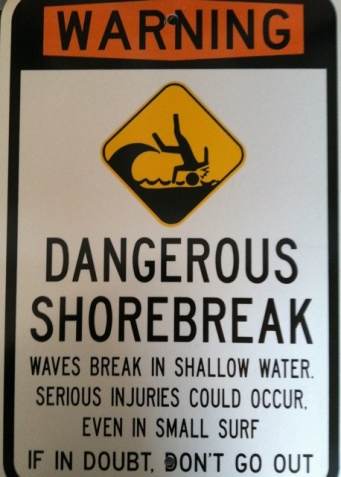 WARNING
DANGEROUS
SHOREBREAK
WAVES BREAK IN SHALLOW WATER.
SERIOUS INJURIES COULD OCCUR,
EVEN IN SMALL SURF
IF IN DOUBT, DON'T GO OUT